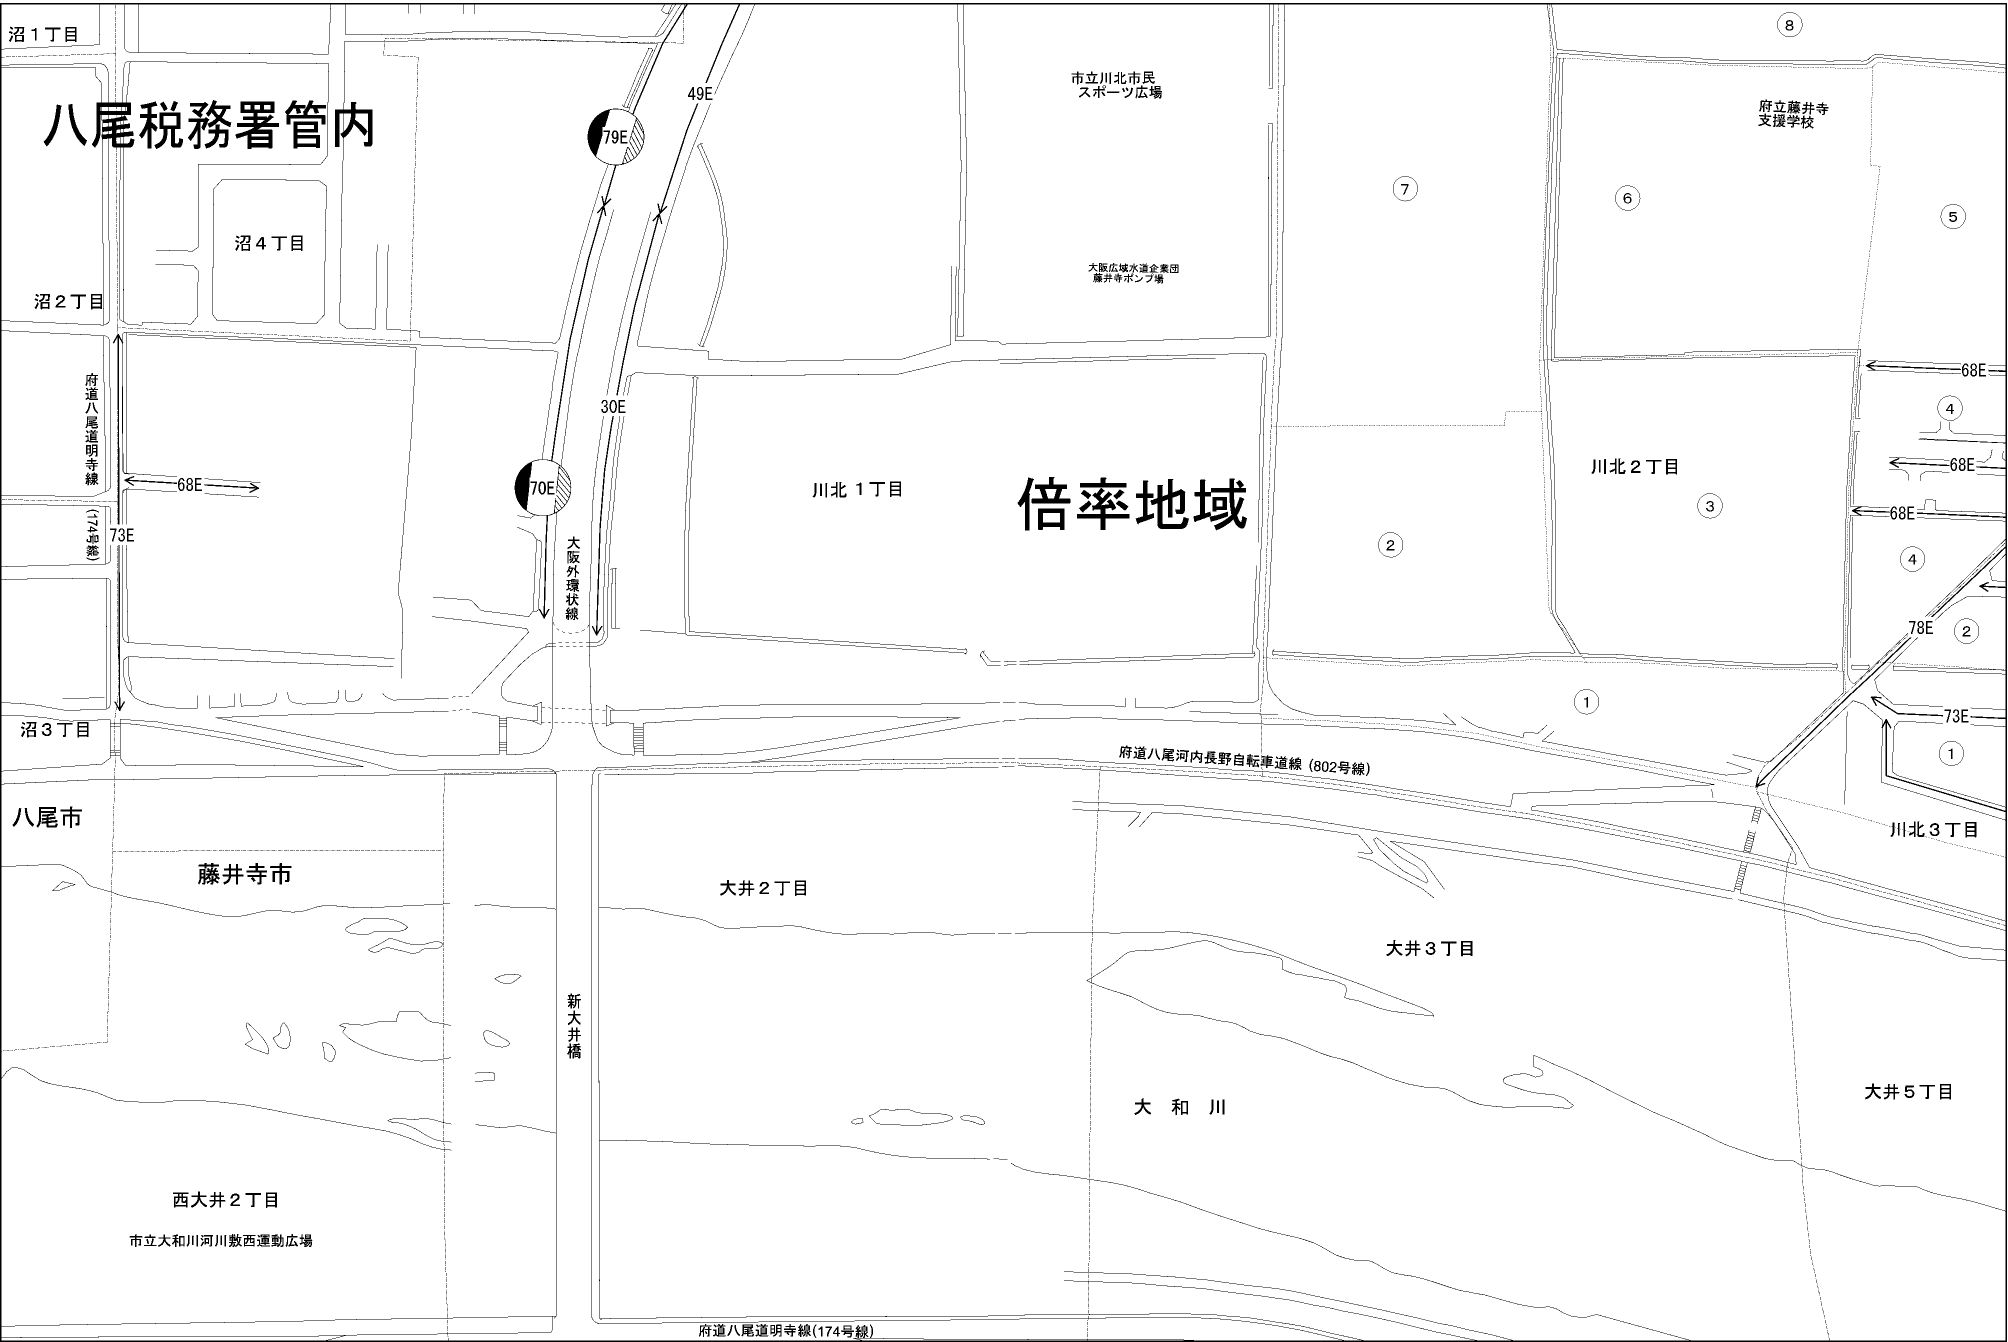 沼１丁目
八尾税務署管内
沼４丁目
沼２丁目
49E
79E
市立川北市民
スポーツ広場
大阪広域水道企業団
藤井寺ポンプ場
府立藤井寺
支援学校
⑧
⑦
⑥
⑤
府道八尾道明寺線
(174号線)
73E
68E
30E
70E
大阪外環状線
川北１丁目
倍率地域
川北２丁目
②
③
68E
④
68E
68E
④
78E
②
①
73E
①
沼３丁目
府道八尾河内長野自転車道線 (802号線)
川北３丁目
八尾市
藤井寺市
大井２丁目
大井３丁目
新大井橋
大和川
大井５丁目
西大井２丁目
市立大和川河川敷西運動広場
府道八尾道明寺線(174号線)